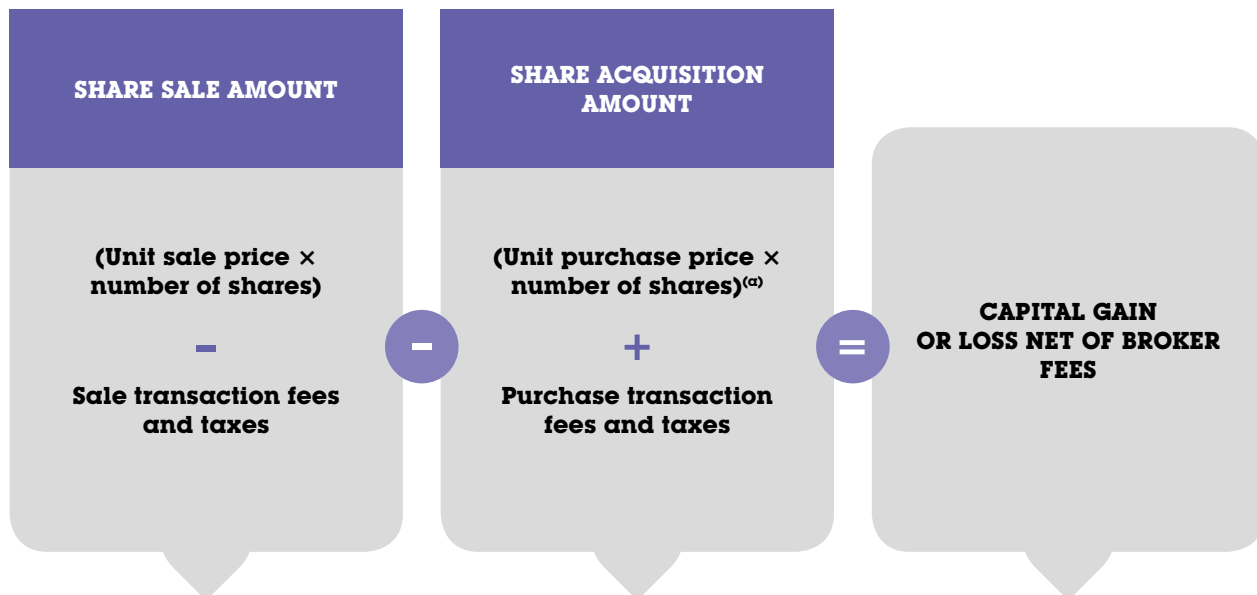 SHARE SALE AMOUNT
(Unit sale price ×
number of shares)
-
Sale transaction fees
and taxes
-
SHARE ACQUISITION
AMOUNT
(Unit purchase price ×
number of shares)(a)
+
Purchase transaction
fees and taxes
=
CAPITAL GAIN
OR LOSS NET OF BROKER
FEES